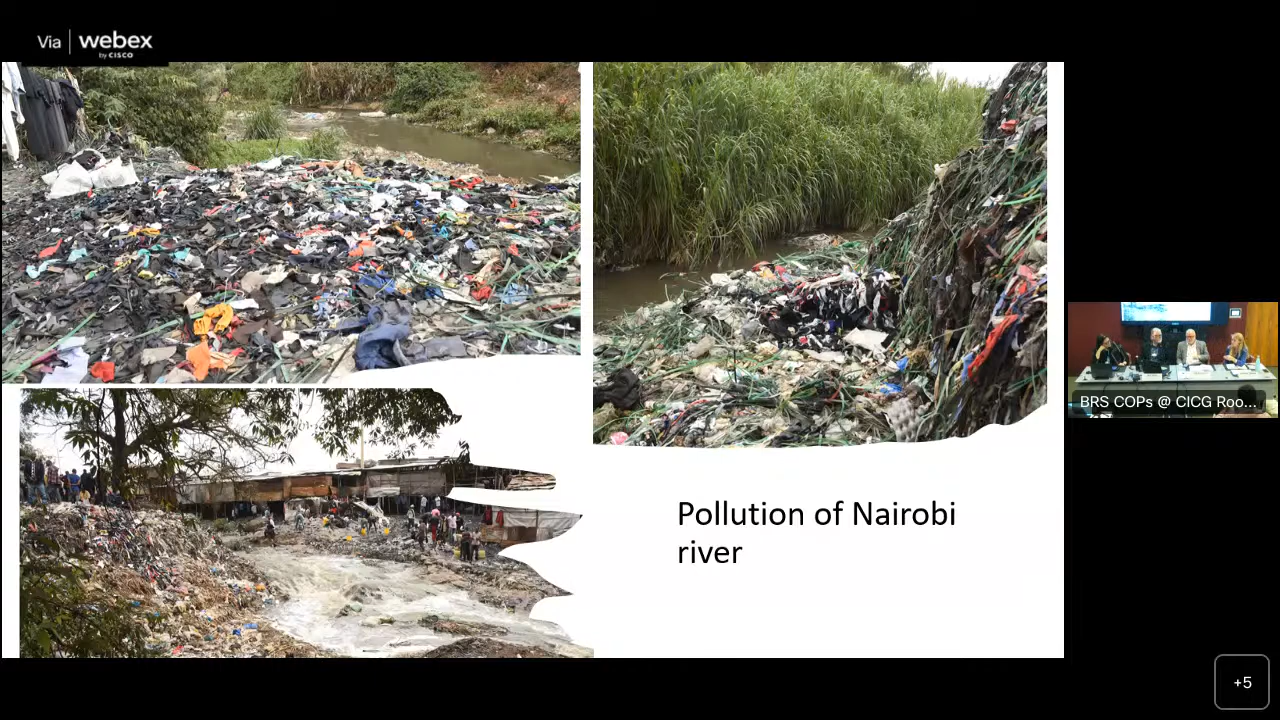 Via webex
by CISCO
Pollution of Nairobi
river
BRS COPs @ CICG Roo...
+5